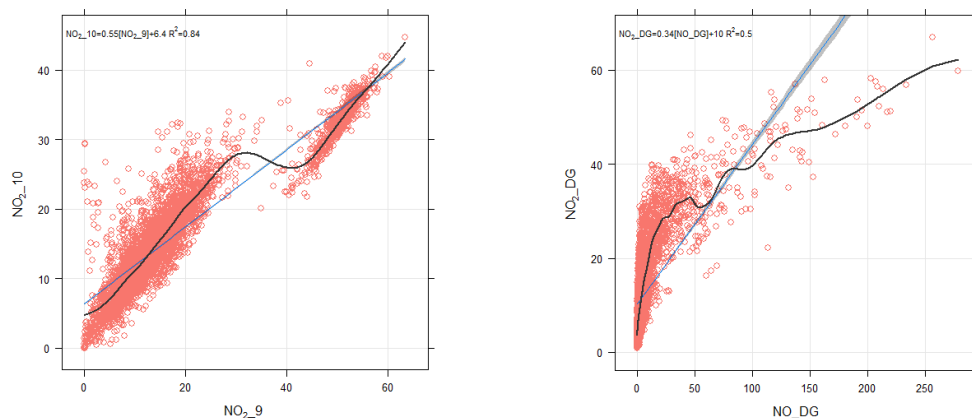 NO₂_10=0.55[NO₂_9]+6.4 R²=0.84
40
30
20
10
0
NO₂_10
0 20 40 60
NO₂_9
NO₂_DG=0.34[NO_DG]+10 R²=0.5
60
40
20
0
NO₂_DG
0 50 100 150 200 250
NO_DG